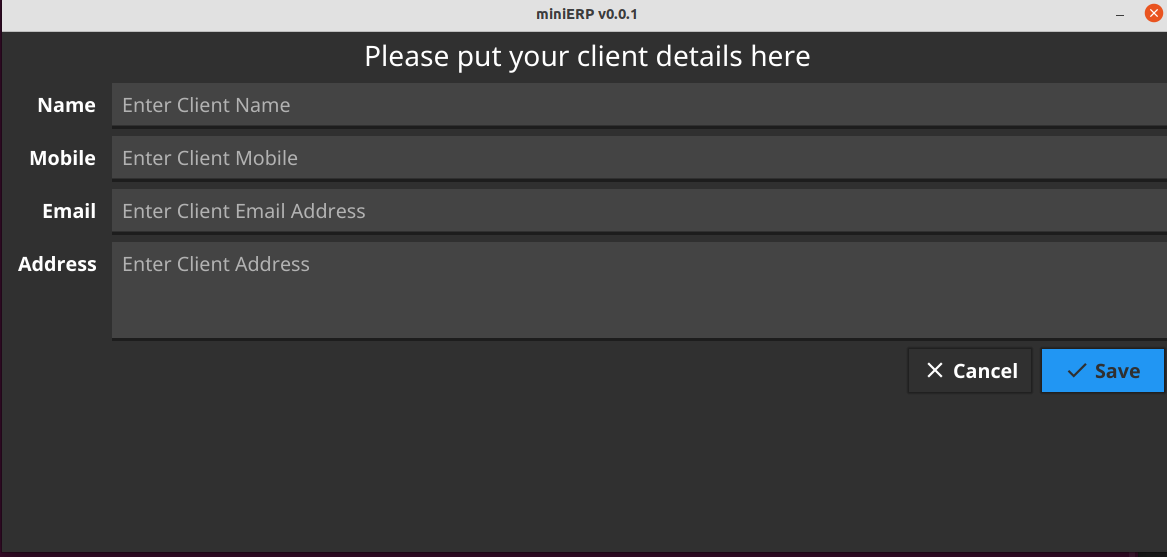 miniERP v0.0.1
Please put your client details here
Name Enter Client Name
Mobile Enter Client Mobile
Email Enter Client Email Address
Address Enter Client Address
Cancel Save